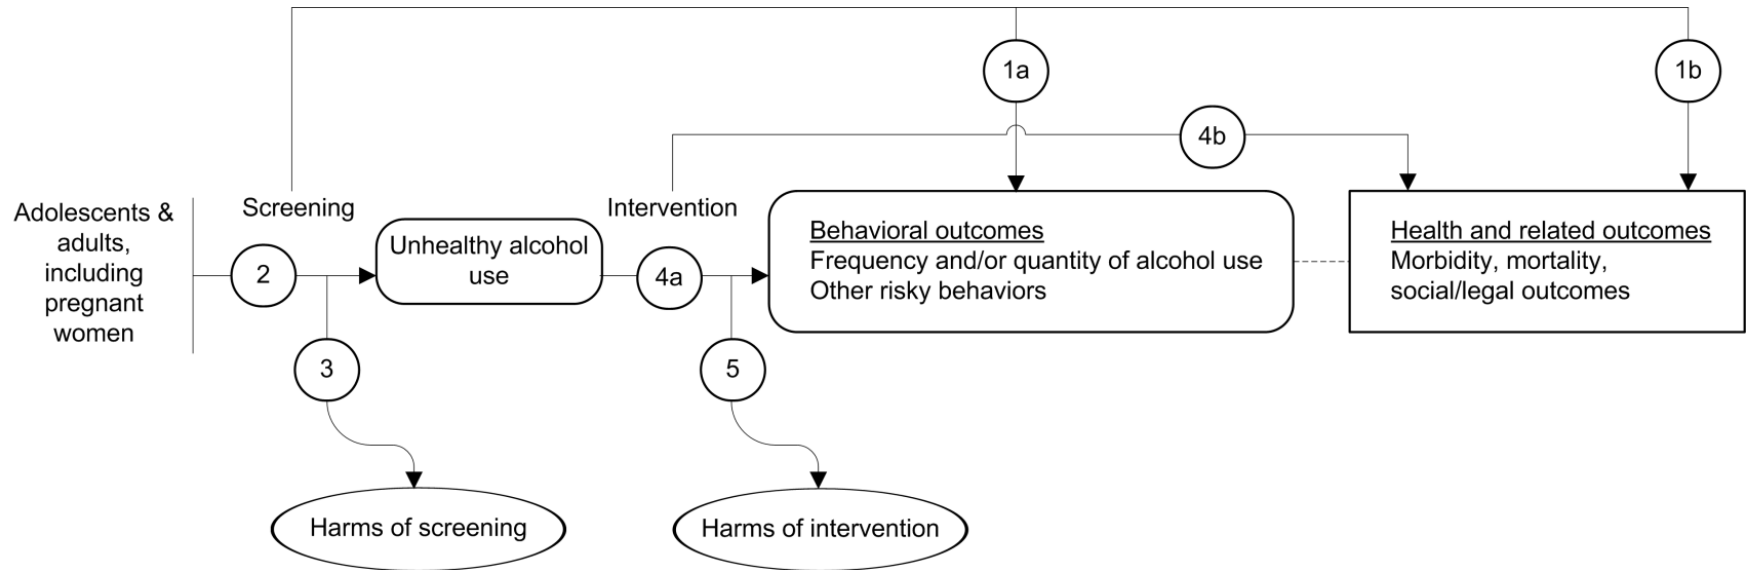 1a
1b
4b
Adolescents &
adults,
including
pregnant
women
Screening
2
3
Unhealthy alcohol
use
Intervention
4a
5
Behavioral outcomes
Frequency and/or quantity of alcohol use
Other risky behaviors
Health and related outcomes
Morbidity, mortality,
social/legal outcomes
Harms of screening
Harms of intervention